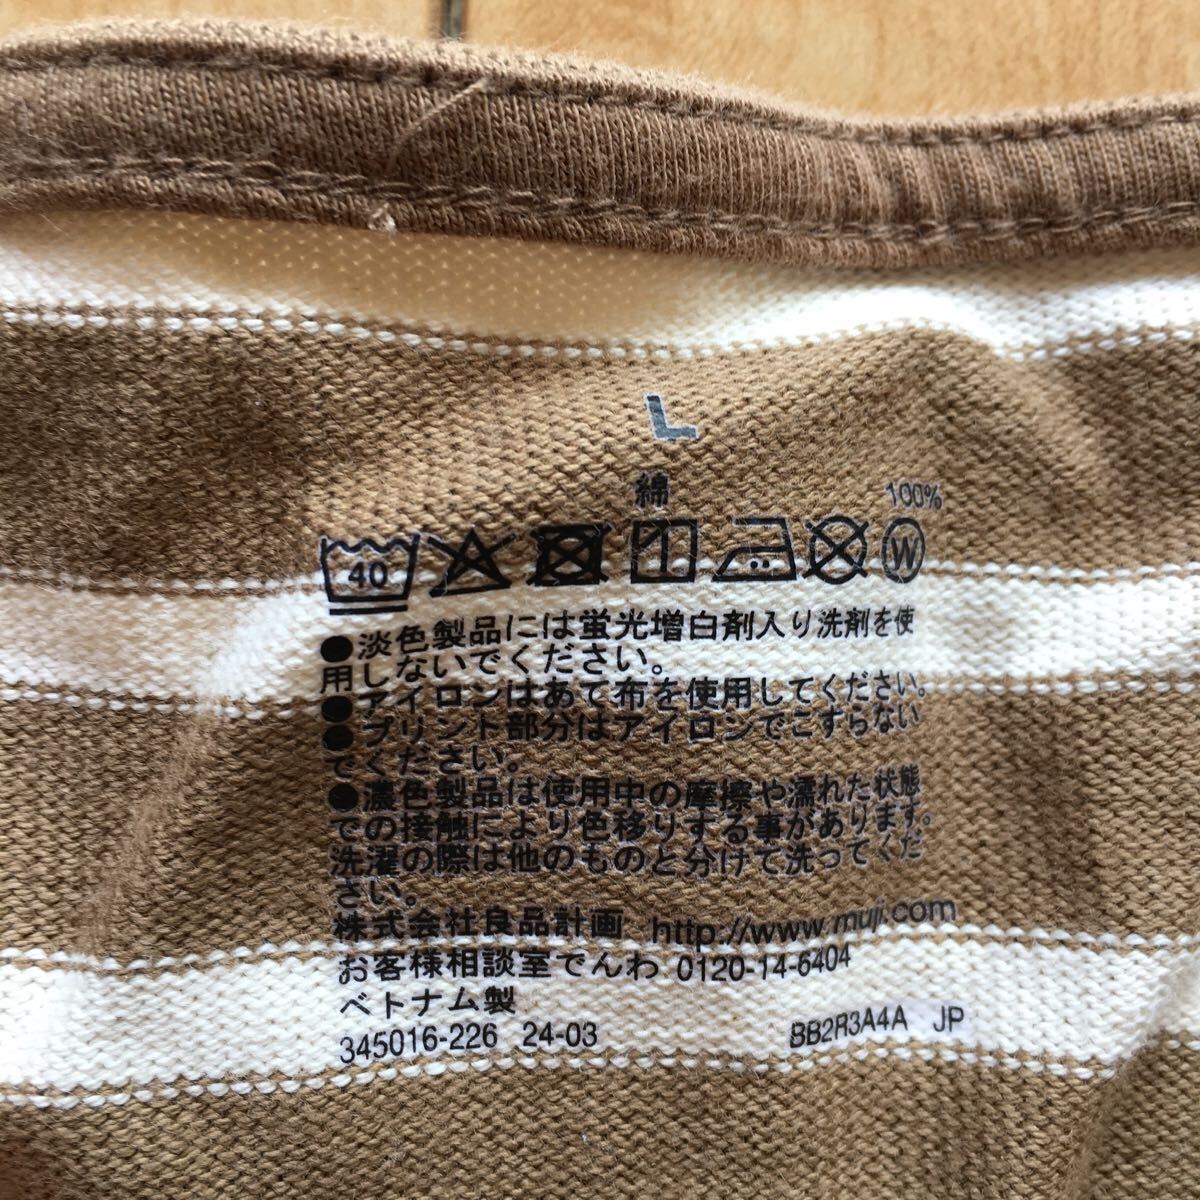 L
綿 100%
40 W
●淡色製品には蛍光増白剤入り洗剤を使
用しないでください。
●アイロンはあて布を使用してください。
●プリント部分はアイロンでこすらない
でください。
●濃色製品は使用中の摩擦や濡れた状態
での接触により色移りする事があります。
洗濯の際は他のものと分けて洗ってくだ
さい。
株式会社良品計画 http://www.muji.com
お客様相談室でんわ 0120-14-6404
ベトナム製
345016-226 24-03 BB2R3A4A JP